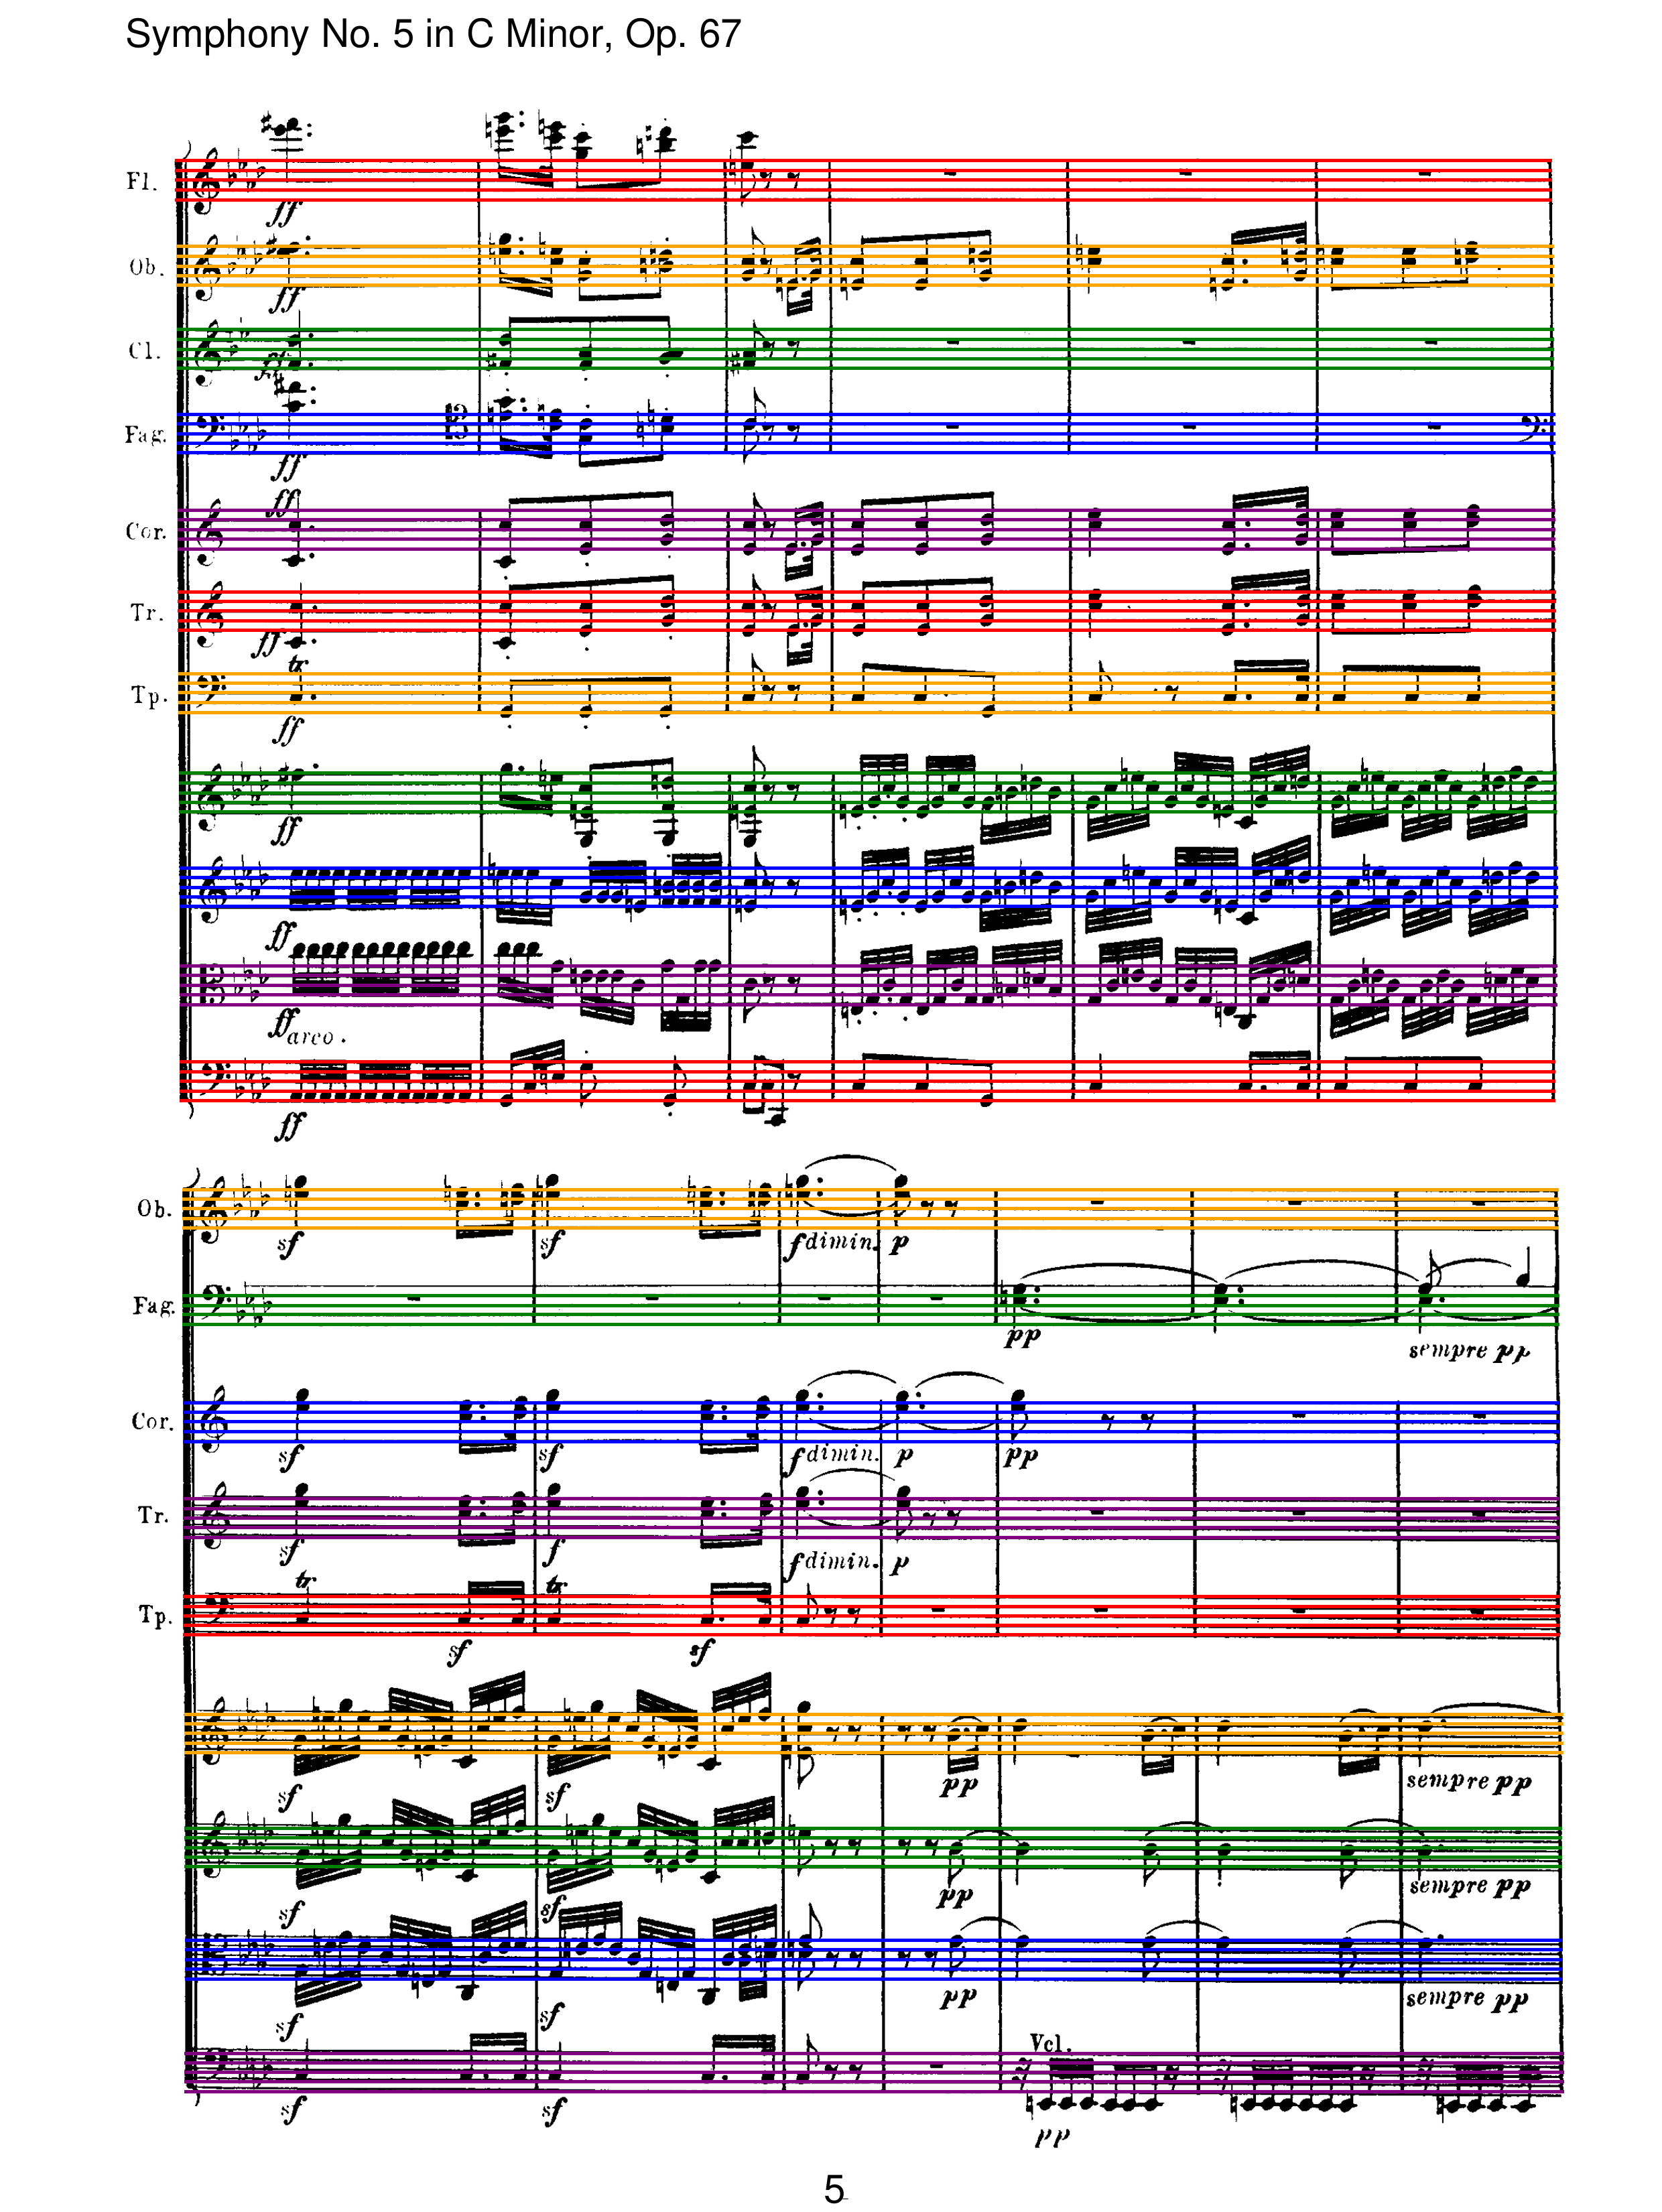 Symphony No. 5 in C Minor, Op. 67
Fl.
ff
Ob.
ff
Cl.
ff
Fag.
ff
ff
Cor.
Tr.
ff
tr
Tp.
ff
ff
ff
ff
arco.
ff
Ob.
sf sf f dimin. p
Fag.
pp sempre pp
Cor.
sf sf f dimin. p pp
Tr.
sf f f dimin. p
tr tr
Tp.
sf sf
sf sf pp sempre pp
sf sf pp sempre pp
sf sf pp sempre pp
Vcl.
sf sf pp
5